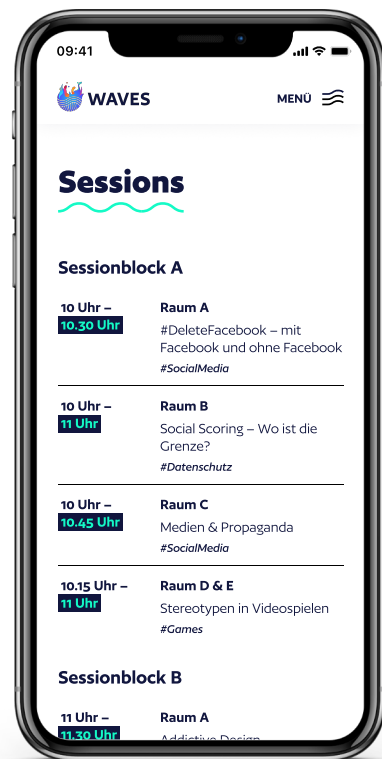 09:41
WAVES
MENÜ
Sessions
Sessionblock A
10 Uhr –
10.30 Uhr
Raum A
#DeleteFacebook – mit
Facebook und ohne Facebook
#SocialMedia
10 Uhr –
11 Uhr
Raum B
Social Scoring – Wo ist die
Grenze?
#Datenschutz
10 Uhr –
10.45 Uhr
Raum C
Medien & Propaganda
#SocialMedia
10.15 Uhr –
11 Uhr
Raum D & E
Stereotypen in Videospielen
#Games
Sessionblock B
11 Uhr –
11.30 Uhr
Raum A
Addictive Design